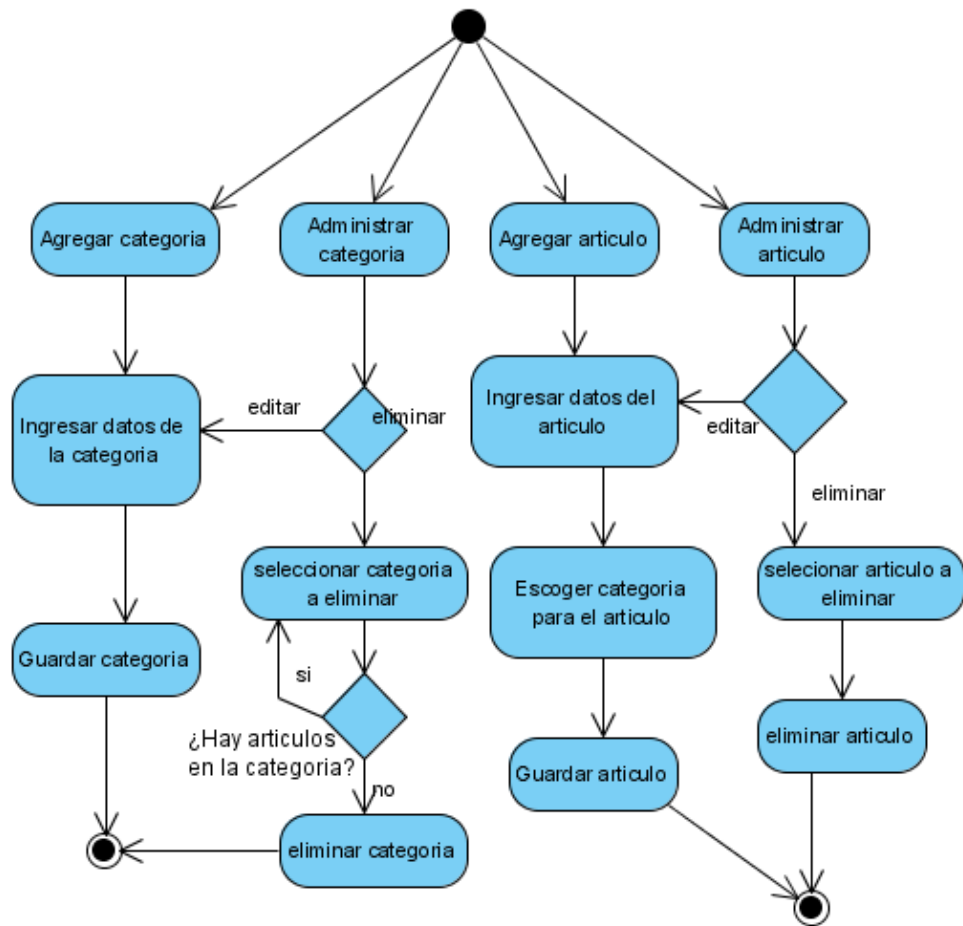 Agregar categoria
Administrar
categoria
Agregar articulo
Administrar
articulo
Ingresar datos de
la categoria
editar
eliminar
Ingresar datos del
articulo
editar
eliminar
seleccionar categoria
a eliminar
Escoger categoria
para el articulo
selecionar articulo a
eliminar
Guardar categoria
si
¿Hay articulos
en la categoria?
no
eliminar articulo
Guardar articulo
eliminar categoria